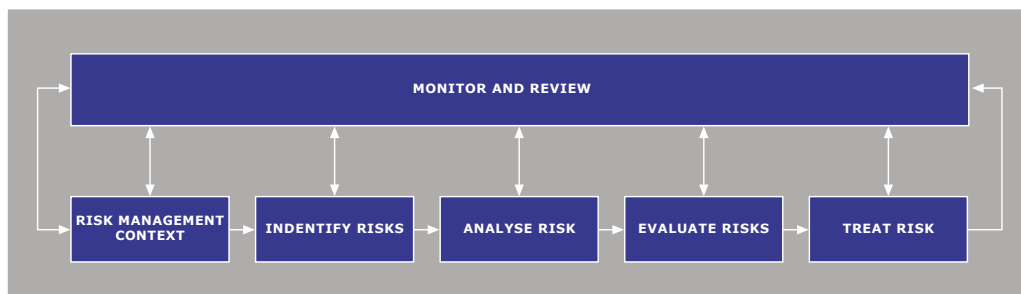 MONITOR AND REVIEW
RISK MANAGEMENT
CONTEXT
INDENTIFY RISKS
ANALYSE RISK
EVALUATE RISKS
TREAT RISK